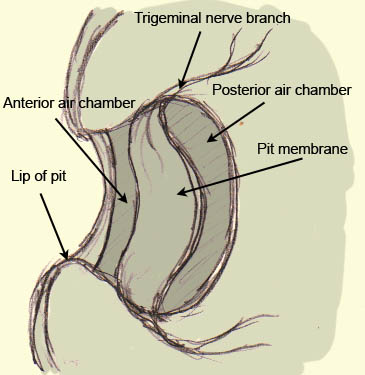 Trigeminal nerve branch
Posterior air chamber
Anterior air chamber
Pit membrane
Lip of pit